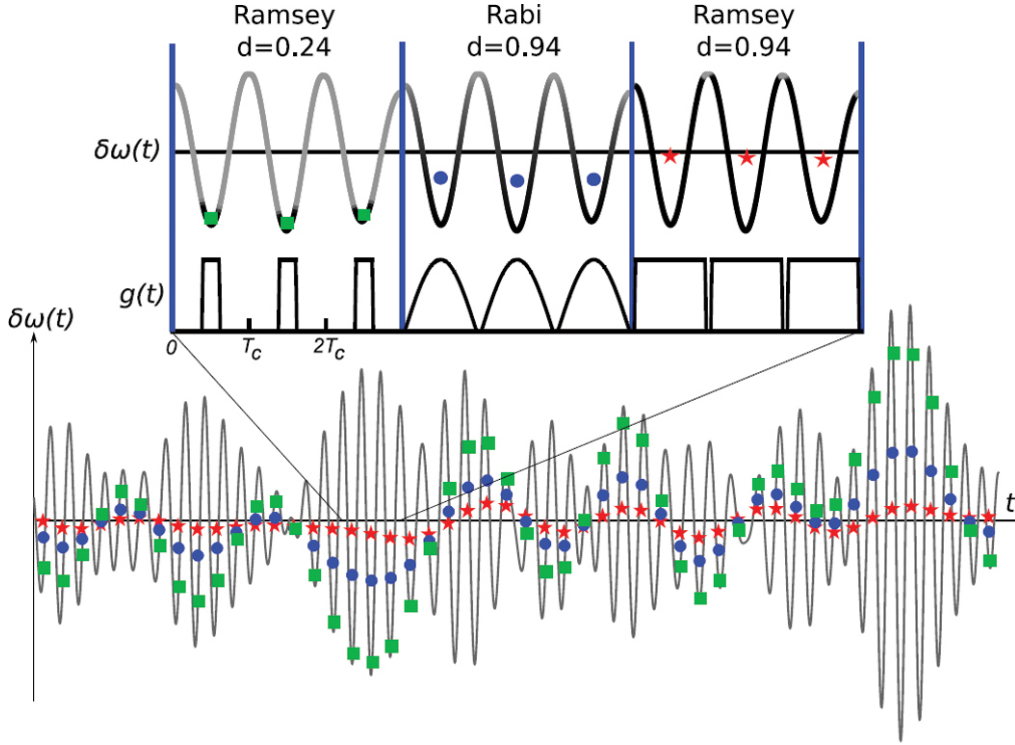 Ramsey Rabi Ramsey
d=0.24 d=0.94 d=0.94
δω(t)
g(t)
0 T_c 2T_c
δω(t)
t